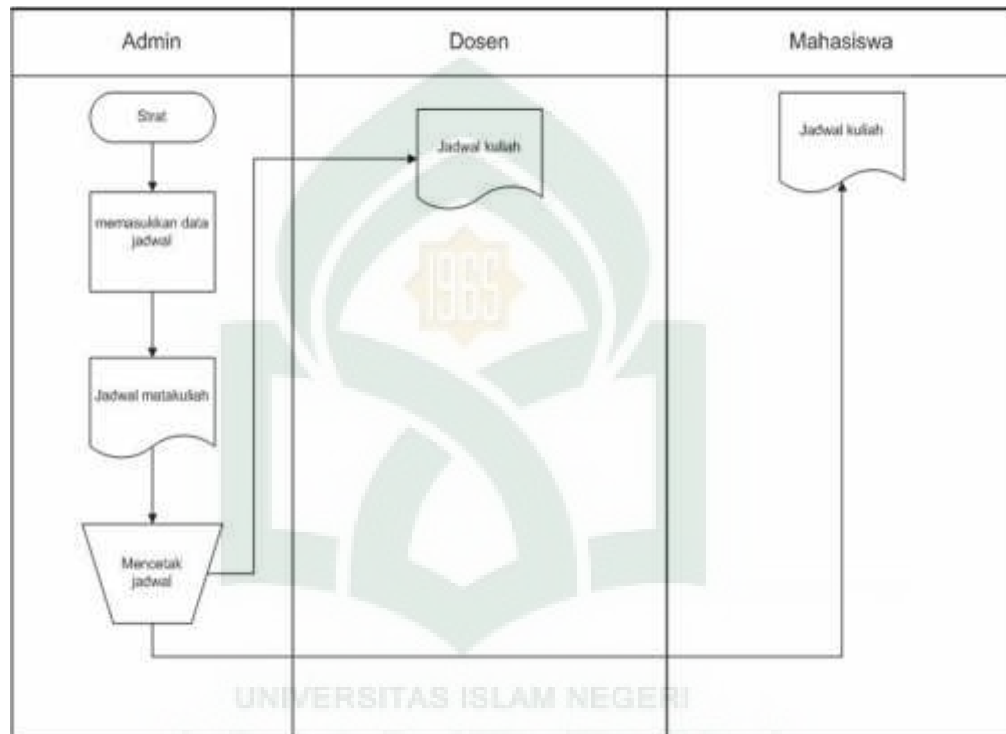 Admin
Dosen
Mahasiswa
Strat
memasukkan data
jadwal
Jadwal matakuliah
Mencetak
jadwal
Jadwal kuliah
Jadwal kuliah
1965
UNIVERSITAS ISLAM NEGERI